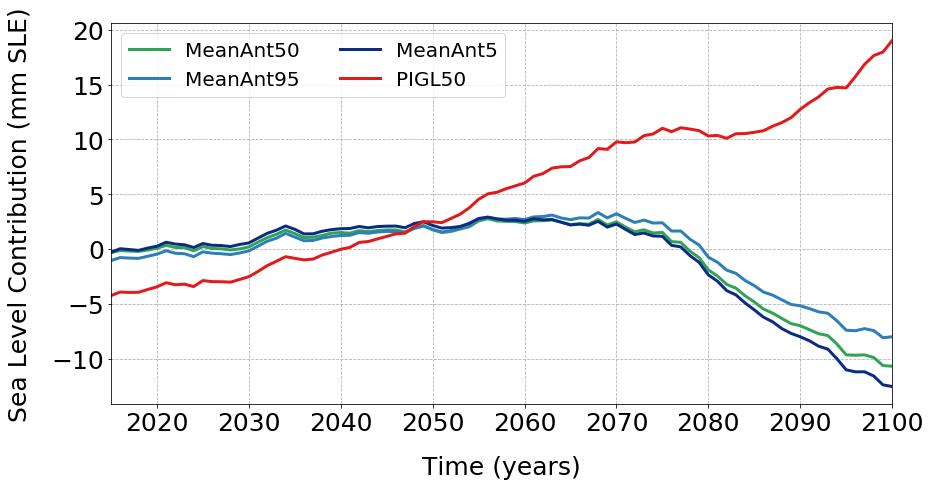 Sea Level Contribution (mm SLE)
20
15
10
5
0
−5
−10
MeanAnt50
MeanAnt95
MeanAnt5
PIGL50
2020 2030 2040 2050 2060 2070 2080 2090 2100
Time (years)